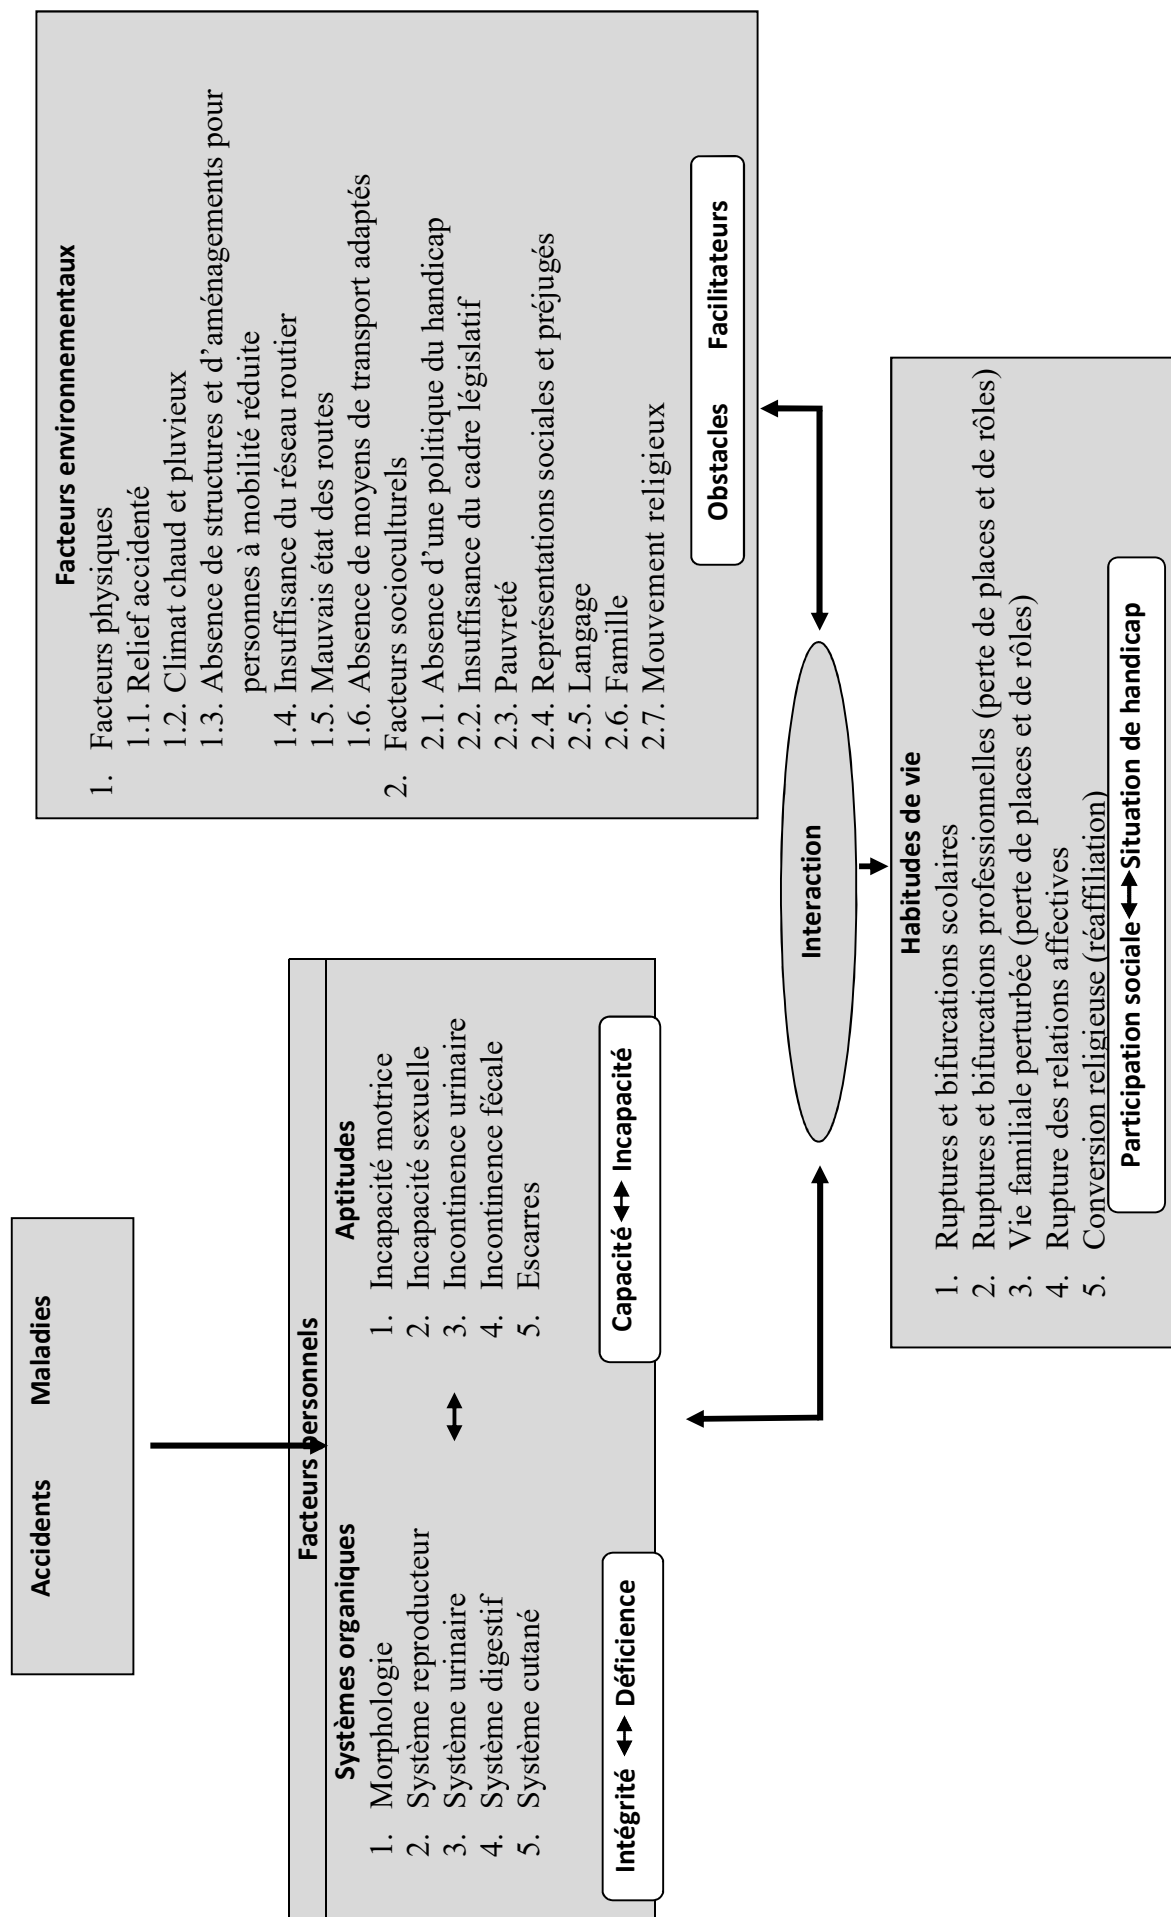 Accidents Maladies
Facteurs personnels
Systèmes organiques
1. Morphologie
2. Système reproducteur
3. Système urinaire
4. Système digestif
5. Système cutané
Intégrité Déficience
Aptitudes
1. Incapacité motrice
2. Incapacité sexuelle
3. Incontinence urinaire
4. Incontinence fécale
5. Escarres
Capacité Incapacité
Facteurs environnementaux
1. Facteurs physiques
1.1. Relief accidenté
1.2. Climat chaud et pluvieux
1.3. Absence de structures et d’aménagements pour
personnes à mobilité réduite
1.4. Insuffisance du réseau routier
1.5. Mauvais état des routes
1.6. Absence de moyens de transport adaptés
2. Facteurs socioculturels
2.1. Absence d’une politique du handicap
2.2. Insuffisance du cadre législatif
2.3. Pauvreté
2.4. Représentations sociales et préjugés
2.5. Langage
2.6. Famille
2.7. Mouvement religieux
Obstacles Facilitateurs
Interaction
Habitudes de vie
1. Ruptures et bifurcations scolaires
2. Ruptures et bifurcations professionnelles (perte de places et de rôles)
3. Vie familiale perturbée (perte de places et de rôles)
4. Rupture des relations affectives
5. Conversion religieuse (réaffiliation)
Participation sociale Situation de handicap